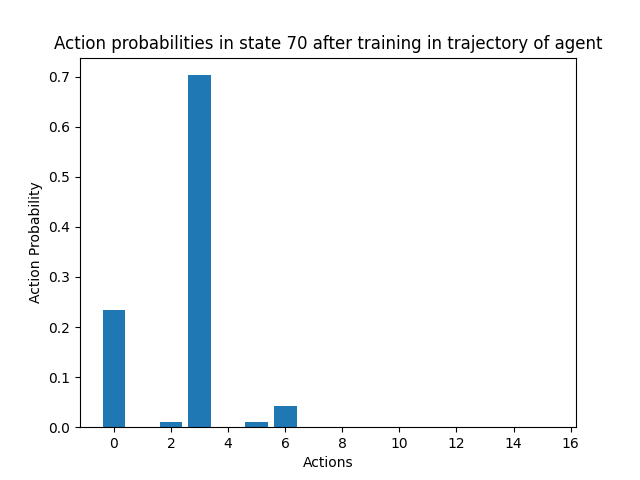 Action probabilities in state 70 after training in trajectory of agent
0.7
0.6
0.5
0.4
0.3
0.2
0.1
0.0
Action Probability
0 2 4 6 8 10 12 14 16
Actions